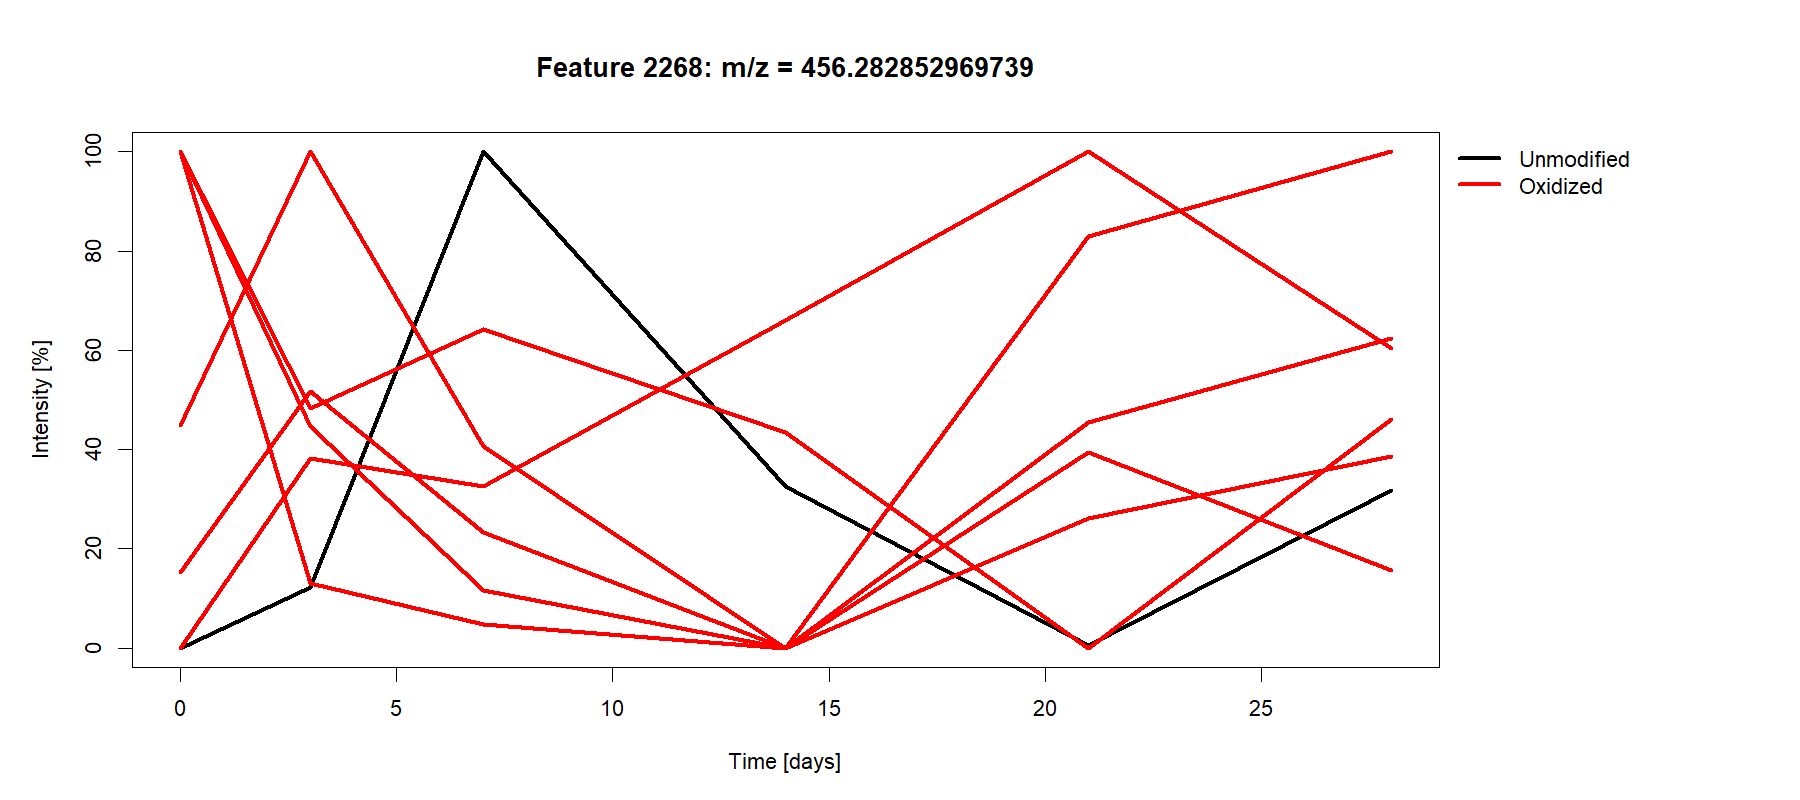 Feature 2268: m/z = 456.282852969739
Unmodified
Oxidized
Intensity [%]
100
80
60
40
20
0
0 5 10 15 20 25
Time [days]